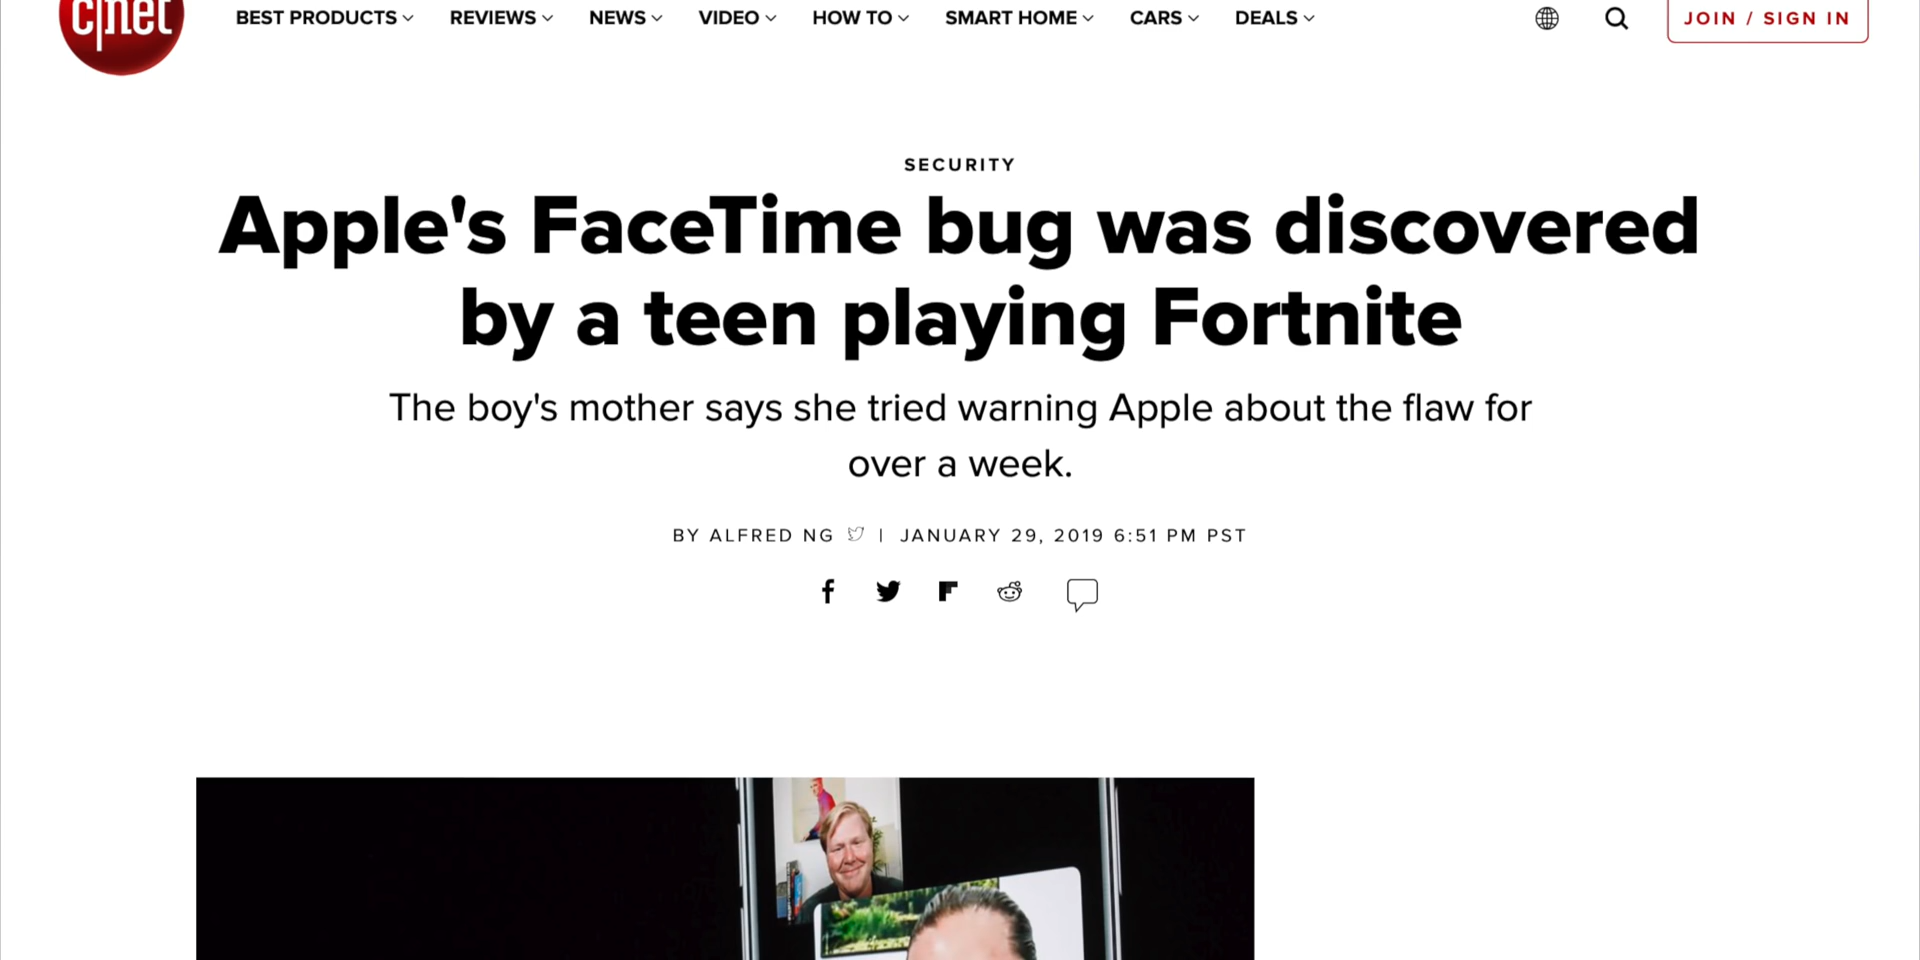 c|net
BEST PRODUCTS REVIEWS NEWS VIDEO HOW TO SMART HOME CARS DEALS JOIN / SIGN IN
SECURITY
Apple's FaceTime bug was discovered
by a teen playing Fortnite
The boy's mother says she tried warning Apple about the flaw for
over a week.
BY ALFRED NG | JANUARY 29, 2019 6:51 PM PST